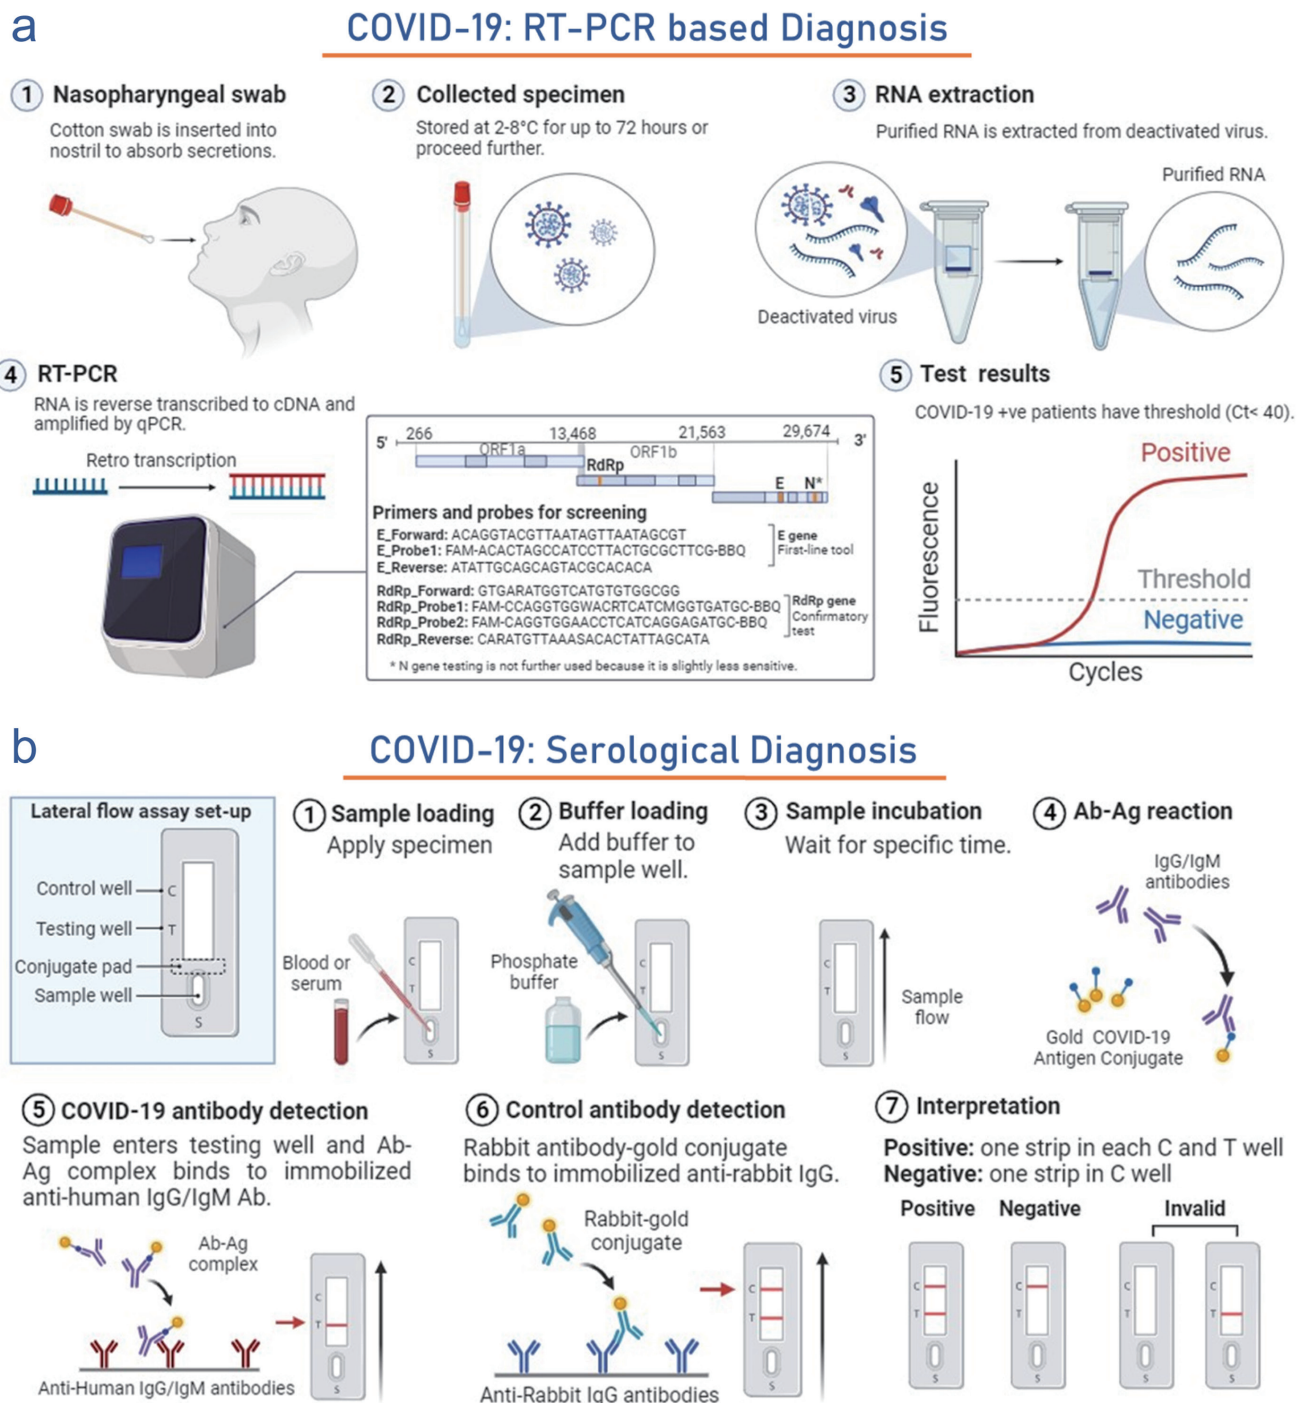 a
COVID-19: RT-PCR based Diagnosis
1 Nasopharyngeal swab
Cotton swab is inserted into
nostril to absorb secretions.
2 Collected specimen
Stored at 2-8°C for up to 72 hours or
proceed further.
3 RNA extraction
Purified RNA is extracted from deactivated virus.
Purified RNA
Deactivated virus
4 RT-PCR
RNA is reverse transcribed to cDNA and
amplified by qPCR.
Retro transcription
5' 266 13,468 21,563 29,674 3'
ORF1a ORF1b
RdRp
E N*
Primers and probes for screening
E_Forward: ACAGGTACGTTAATAGTTAATAGCGT
E_Probe1: FAM-ACACTAGCCATCCTTACTGCGCTTCG-BBQ
E_Reverse: ATATTGCAGCAGTACGCACACA
E gene
First-line tool
RdRp_Forward: GTGARATGGTCATGTGTGGCGG
RdRp_Probe1: FAM-CCAGGTGGWACRTCATCMGGTGATGC-BBQ
RdRp_Probe2: FAM-CAGGTGGAACCTCATCAGGAGATGC-BBQ
RdRp_Reverse: CARATGTTAAASACACTATTAGCATA
RdRp gene
Confirmatory
test
* N gene testing is not further used because it is slightly less sensitive.
5 Test results
COVID-19 +ve patients have threshold (Ct< 40).
Positive
Threshold
Negative
Fluorescence
Cycles
b
COVID-19: Serological Diagnosis
Lateral flow assay set-up
Control well
C
Testing well
T
Conjugate pad
Sample well
S
1 Sample loading
Apply specimen
Blood or
serum
C
T
S
2 Buffer loading
Add buffer to
sample well.
Phosphate
buffer
C
T
S
3 Sample incubation
Wait for specific time.
C
T
S
Sample
flow
4 Ab-Ag reaction
IgG/IgM
antibodies
Gold COVID-19
Antigen Conjugate
5 COVID-19 antibody detection
Sample enters testing well and Ab-
Ag complex binds to immobilized
anti-human IgG/IgM Ab.
Ab-Ag
complex
Anti-Human IgG/IgM antibodies
C
T
S
6 Control antibody detection
Rabbit antibody-gold conjugate
binds to immobilized anti-rabbit IgG.
Rabbit-gold
conjugate
Anti-Rabbit IgG antibodies
C
T
S
7 Interpretation
Positive: one strip in each C and T well
Negative: one strip in C well
Positive Negative Invalid
C C C C
T T T T
S S S S